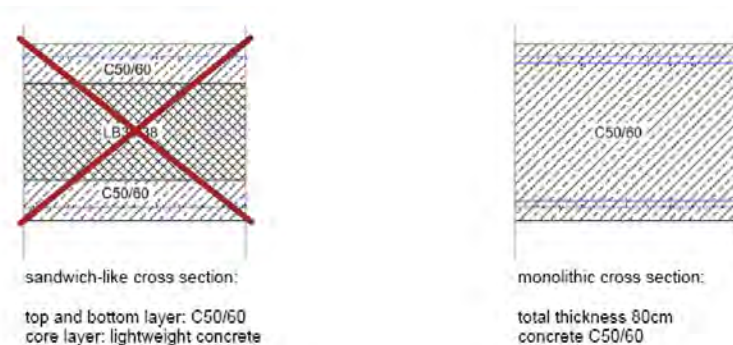 C50/60
C50/60
C50/60
sandwich-like cross section:
top and bottom layer: C50/60
core layer: lightweight concrete
monolithic cross section:
total thickness 80cm
concrete C50/60